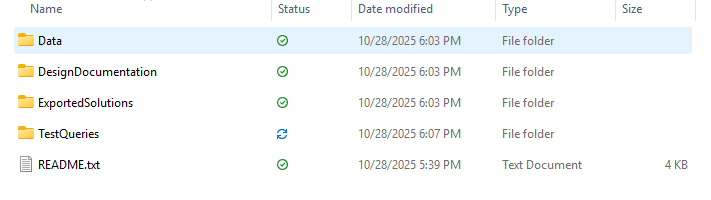 Name Status Date modified Type Size
Data 10/28/2025 6:03 PM File folder
DesignDocumentation 10/28/2025 6:03 PM File folder
ExportedSolutions 10/28/2025 6:03 PM File folder
TestQueries 10/28/2025 6:07 PM File folder
README.txt 10/28/2025 5:39 PM Text Document 4 KB